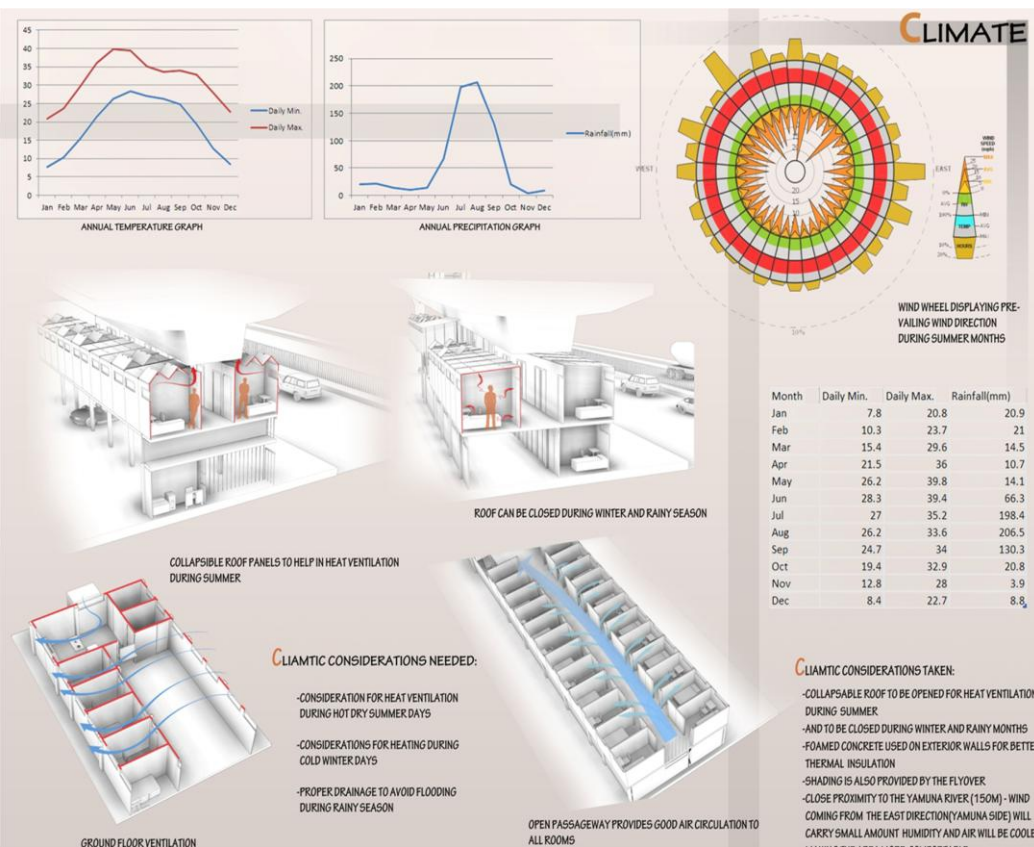 CLIMATE
45
40
35
30
25
20
15
10
5
0
Jan Feb Mar Apr May Jun Jul Aug Sep Oct Nov Dec
Daily Min.
Daily Max.
ANNUAL TEMPERATURE GRAPH
250
200
150
100
50
0
Jan Feb Mar Apr May Jun Jul Aug Sep Oct Nov Dec
Rainfall(mm)
ANNUAL PRECIPITATION GRAPH
WEST
EAST
20
15
10
10%
WIND
SPEED
TEMP
HOURS
WIND WHEEL DISPLAYING PRE-
VAILING WIND DIRECTION
DURING SUMMER MONTHS
Month Daily Min. Daily Max. Rainfall(mm)
Jan 7.8 20.8 20.9
Feb 10.3 23.7 21
Mar 15.4 29.6 14.5
Apr 21.5 36 10.7
May 26.2 39.8 14.1
Jun 28.3 39.4 66.3
Jul 27 35.2 198.4
Aug 26.2 33.6 206.5
Sep 24.7 34 130.3
Oct 19.4 32.9 20.8
Nov 12.8 28 3.9
Dec 8.4 22.7 8.8
ROOF CAN BE CLOSED DURING WINTER AND RAINY SEASON
COLLAPSIBLE ROOF PANELS TO HELP IN HEAT VENTILATION
DURING SUMMER
CLIAMTIC CONSIDERATIONS NEEDED:
-CONSIDERATION FOR HEAT VENTILATION
DURING HOT DRY SUMMER DAYS
-CONSIDERATIONS FOR HEATING DURING
COLD WINTER DAYS
-PROPER DRAINAGE TO AVOID FLOODING
DURING RAINY SEASON
GROUND FLOOR VENTILATION
OPEN PASSAGEWAY PROVIDES GOOD AIR CIRCULATION TO
ALL ROOMS
CLIAMTIC CONSIDERATIONS TAKEN:
-COLLAPSABLE ROOF TO BE OPENED FOR HEAT VENTILATION
DURING SUMMER
-AND TO BE CLOSED DURING WINTER AND RAINY MONTHS
-FOAMED CONCRETE USED ON EXTERIOR WALLS FOR BETTE
THERMAL INSULATION
-SHADING IS ALSO PROVIDED BY THE FLYOVER
-CLOSE PROXIMITY TO THE YAMUNA RIVER (150M) - WIND
COMING FROM THE EAST DIRECTION(YAMUNA SIDE) WILL
CARRY SMALL AMOUNT HUMIDITY AND AIR WILL BE COOLE